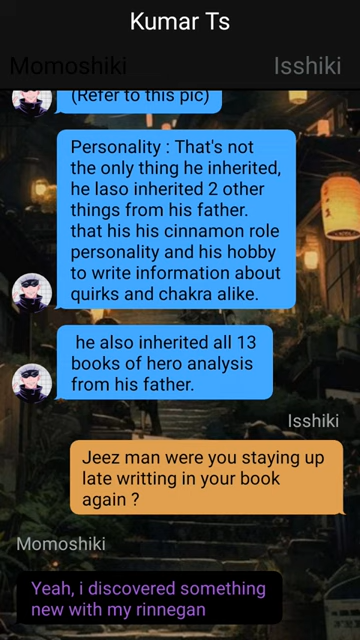 Kumar Ts
Momoshiki Isshiki
(Refer to this pic)
Personality : That's not
the only thing he inherited,
he laso inherited 2 other
things from his father.
that his his cinnamon role
personality and his hobby
to write information about
quirks and chakra alike.
he also inherited all 13
books of hero analysis
from his father.
Isshiki
Jeez man were you staying up
late writting in your book
again ?
Momoshiki
Yeah, i discovered something
new with my rinnegan